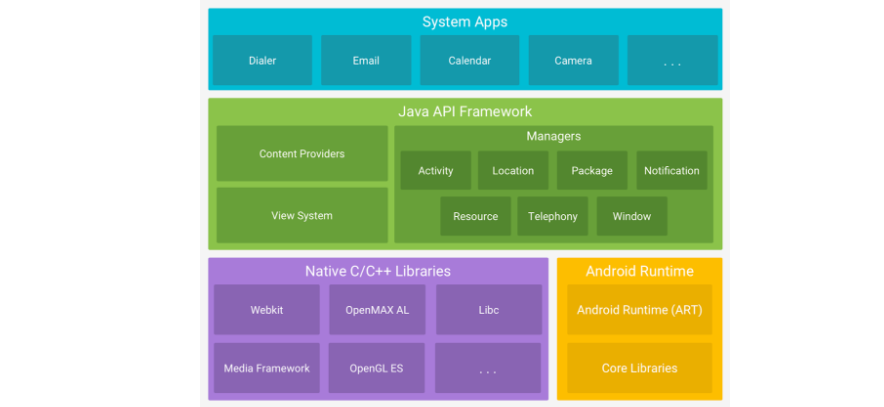 System Apps
Dialer
Email
Calendar
Camera
. . .
Java API Framework
Content Providers
View System
Managers
Activity
Location
Package
Notification
Resource
Telephony
Window
Native C/C++ Libraries
Webkit
OpenMAX AL
Libc
Media Framework
OpenGL ES
. . .
Android Runtime
Android Runtime (ART)
Core Libraries